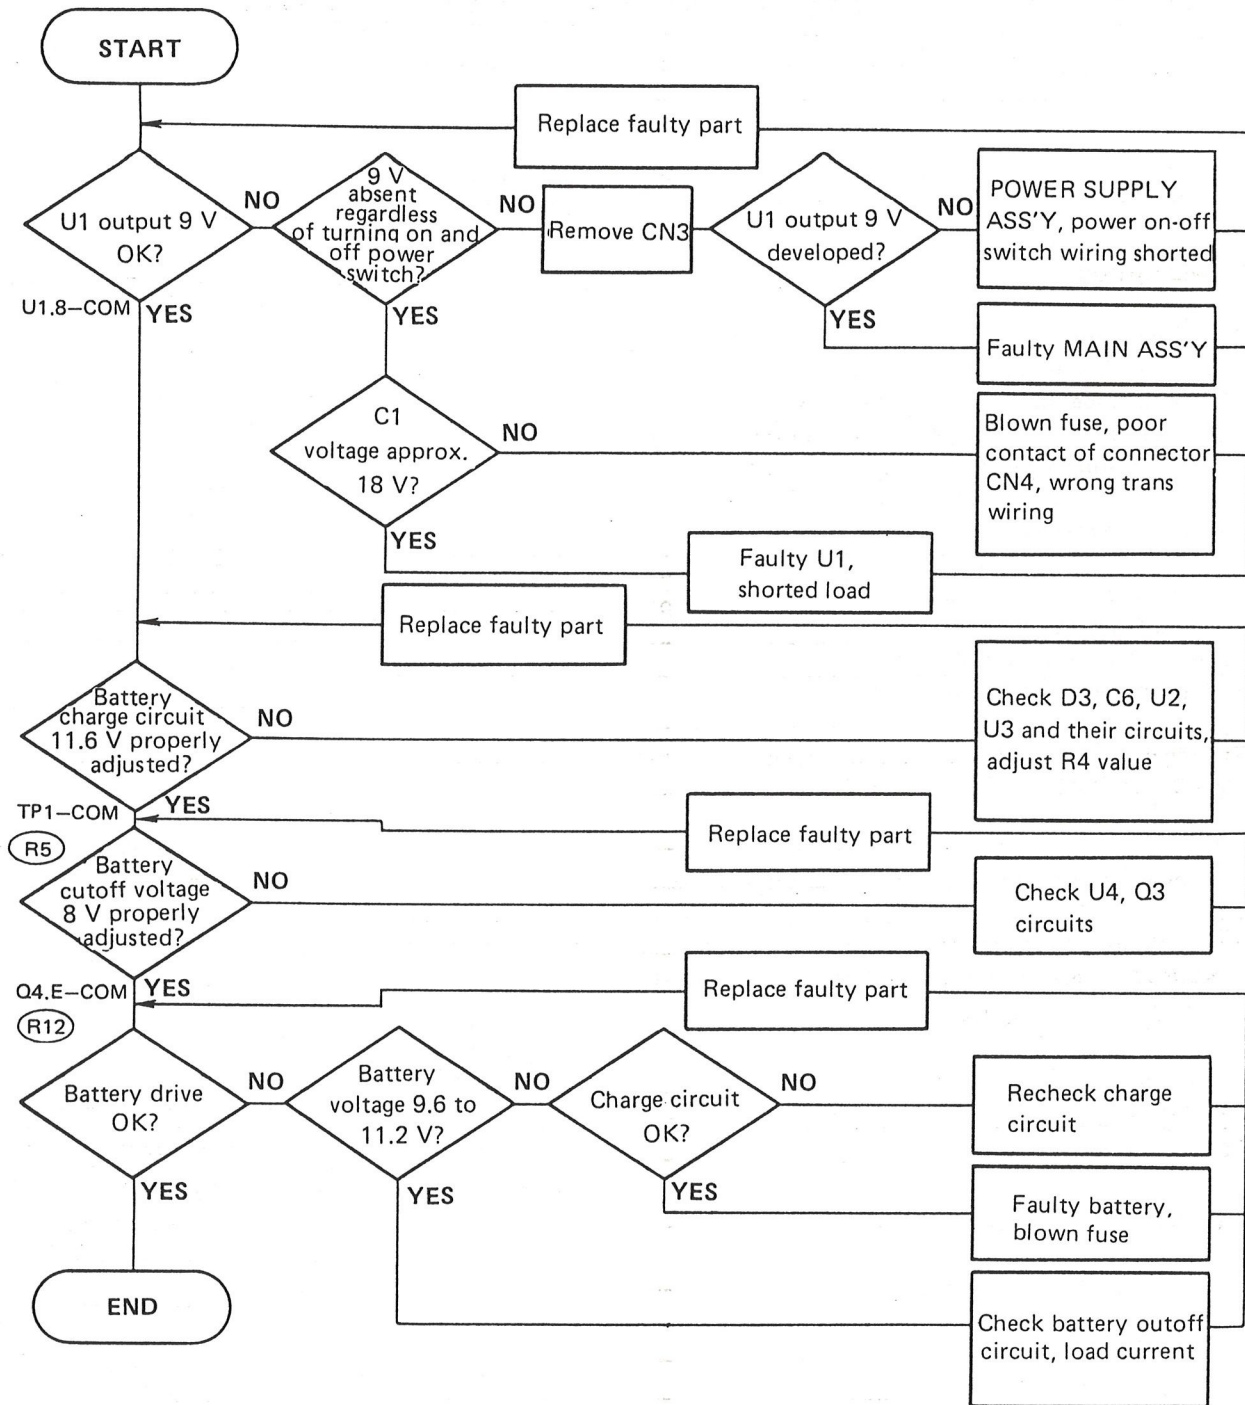 START
Replace faulty part
U1 output 9 V
OK?
NO
9 V
absent
regardless
of turning on and
off power
switch?
NO
Remove CN3
U1 output 9 V
developed?
NO
POWER SUPPLY
ASS'Y, power on-off
switch wiring shorted
U1.8–COM
YES
YES
YES
Faulty MAIN ASS'Y
C1
voltage approx.
18 V?
NO
Blown fuse, poor
contact of connector
CN4, wrong trans
wiring
YES
Faulty U1,
shorted load
Replace faulty part
Battery
charge circuit
11.6 V properly
adjusted?
NO
Check D3, C6, U2,
U3 and their circuits,
adjust R4 value
TP1–COM
YES
R5
Replace faulty part
Battery
cutoff voltage
8 V properly
adjusted?
NO
Check U4, Q3
circuits
Q4.E–COM
YES
R12
Replace faulty part
Battery drive
OK?
NO
Battery
voltage 9.6 to
11.2 V?
NO
Charge circuit
OK?
NO
Recheck charge
circuit
YES
YES
YES
Faulty battery,
blown fuse
END
Check battery outoff
circuit, load current